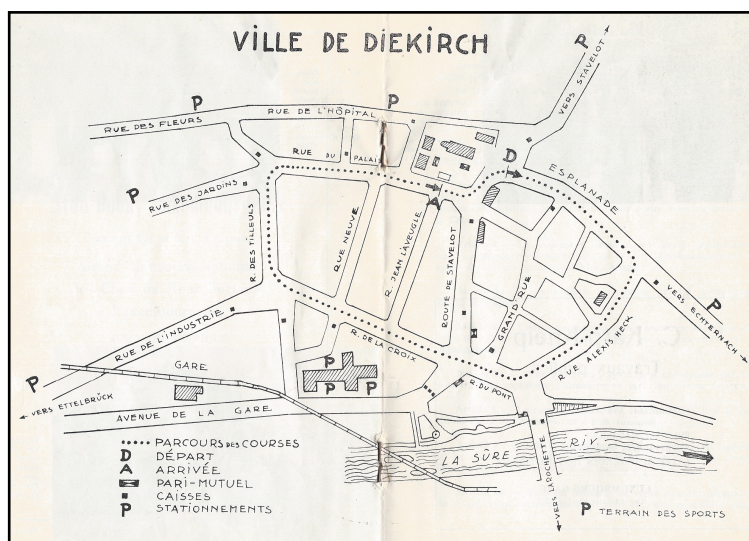 VILLE DE DIEKIRCH
P
VERS STAVELOT
P
P
RUE DE L'HÔPITAL
RUE DES FLEURS
RUE DU PALAIS
D
ESPLANADE
P
RUE DES JARDINS
A
R. DES TILLEULS
RUE NEUVE
R. JEAN L'AVEUGLE
ROUTE DE STAVELOT
GRAND' RUE
P
VERS ECHTERNACH
RUE DE L'INDUSTRIE
R. DE LA CROIX
RUE ALEXIS HECK
GARE
P
P
P
P
R. DU PONT
VERS ETTELBRÜCK
AVENUE DE LA GARE
LA SÛRE RIV.
VERS LAROCHETTE
PARCOURS DES COURSES
D DÉPART
A ARRIVÉE
PARI-MUTUEL
CAISSES
P STATIONNEMENTS
P TERRAIN DES SPORTS